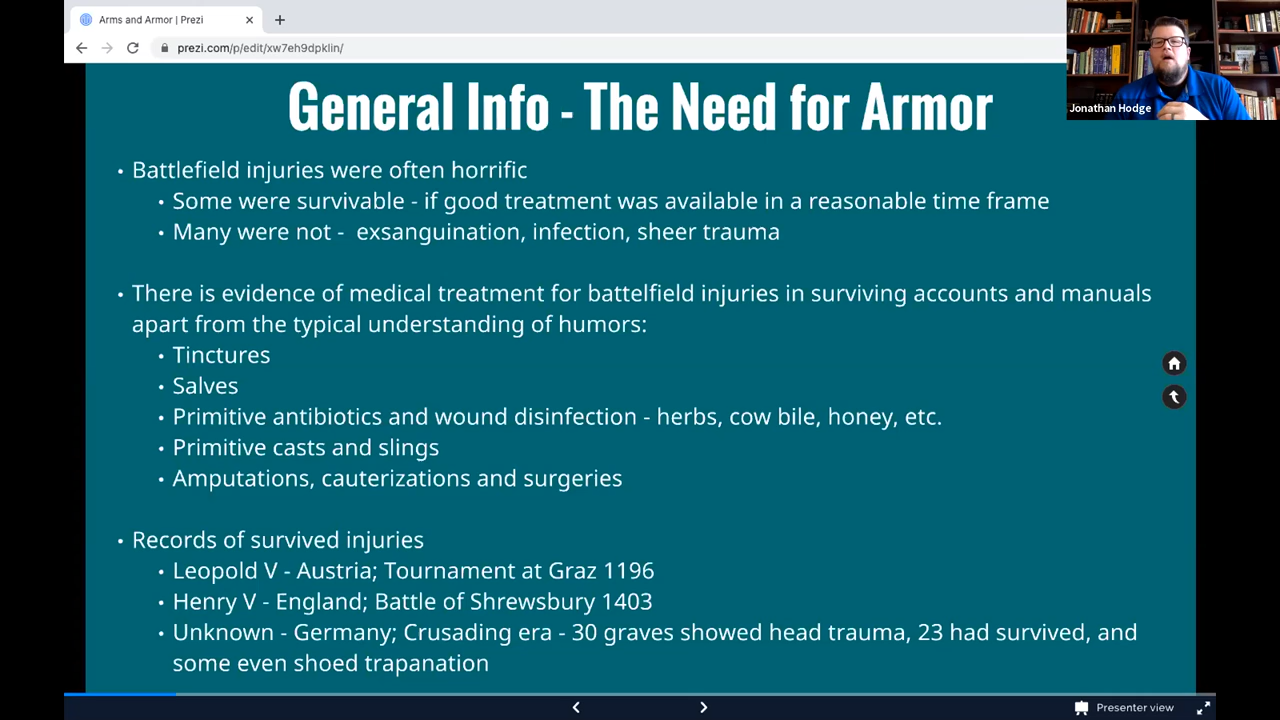 Arms and Armor | Prezi
prezi.com/p/edit/xw7eh9dpklin/
Jonathan Hodge
General Info - The Need for Armor
• Battlefield injuries were often horrific
• Some were survivable - if good treatment was available in a reasonable time frame
• Many were not - exsanguination, infection, sheer trauma
• There is evidence of medical treatment for battelfield injuries in surviving accounts and manuals
apart from the typical understanding of humors:
• Tinctures
• Salves
• Primitive antibiotics and wound disinfection - herbs, cow bile, honey, etc.
• Primitive casts and slings
• Amputations, cauterizations and surgeries
• Records of survived injuries
• Leopold V - Austria; Tournament at Graz 1196
• Henry V - England; Battle of Shrewsbury 1403
• Unknown - Germany; Crusading era - 30 graves showed head trauma, 23 had survived, and
some even shoed trapanation
Presenter view